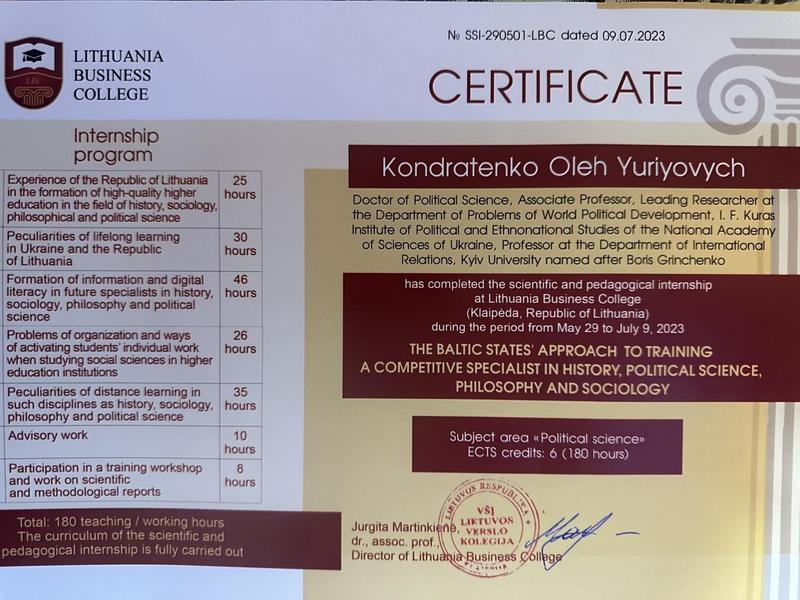 № SSI-290501-LBC dated 09.07.2023
LITHUANIA
BUSINESS
COLLEGE
LBC
CERTIFICATE
Internship
program
Experience of the Republic of Lithuania
in the formation of high-quality higher
education in the field of history, sociology,
philosophical and political science
25
hours
Peculiarities of lifelong learning
in Ukraine and the Republic
of Lithuania
30
hours
Formation of information and digital
literacy in future specialists in history,
sociology, philosophy and political
science
46
hours
Problems of organization and ways
of activating students' individual work
when studying social sciences in higher
education institutions
26
hours
Peculiarities of distance learning in
such disciplines as history, sociology,
philosophy and political science
35
hours
Advisory work
10
hours
Participation in a training workshop
and work on scientific
and methodological reports
8
hours
Total: 180 teaching / working hours
The curriculum of the scientific and
pedagogical internship is fully carried out
Kondratenko Oleh Yuriyovych
Doctor of Political Science, Associate Professor, Leading Researcher at
the Department of Problems of World Political Development, I. F. Kuras
Institute of Political and Ethnonational Studies of the National Academy
of Sciences of Ukraine, Professor at the Department of International
Relations, Kyiv University named after Boris Grinchenko
has completed the scientific and pedagogical internship
at Lithuania Business College
(Klaipėda, Republic of Lithuania)
during the period from May 29 to July 9, 2023
THE BALTIC STATES' APPROACH TO TRAINING
A COMPETITIVE SPECIALIST IN HISTORY, POLITICAL SCIENCE,
PHILOSOPHY AND SOCIOLOGY
Subject area «Political science»
ECTS credits: 6 (180 hours)
Jurgita Martinkienė,
dr., assoc. prof.,
Director of Lithuania Business College
LIETUVOS RESPUBLIKA
VŠĮ
LIETUVOS
VERSLO
KOLEGIJA
KLAIPĖDA